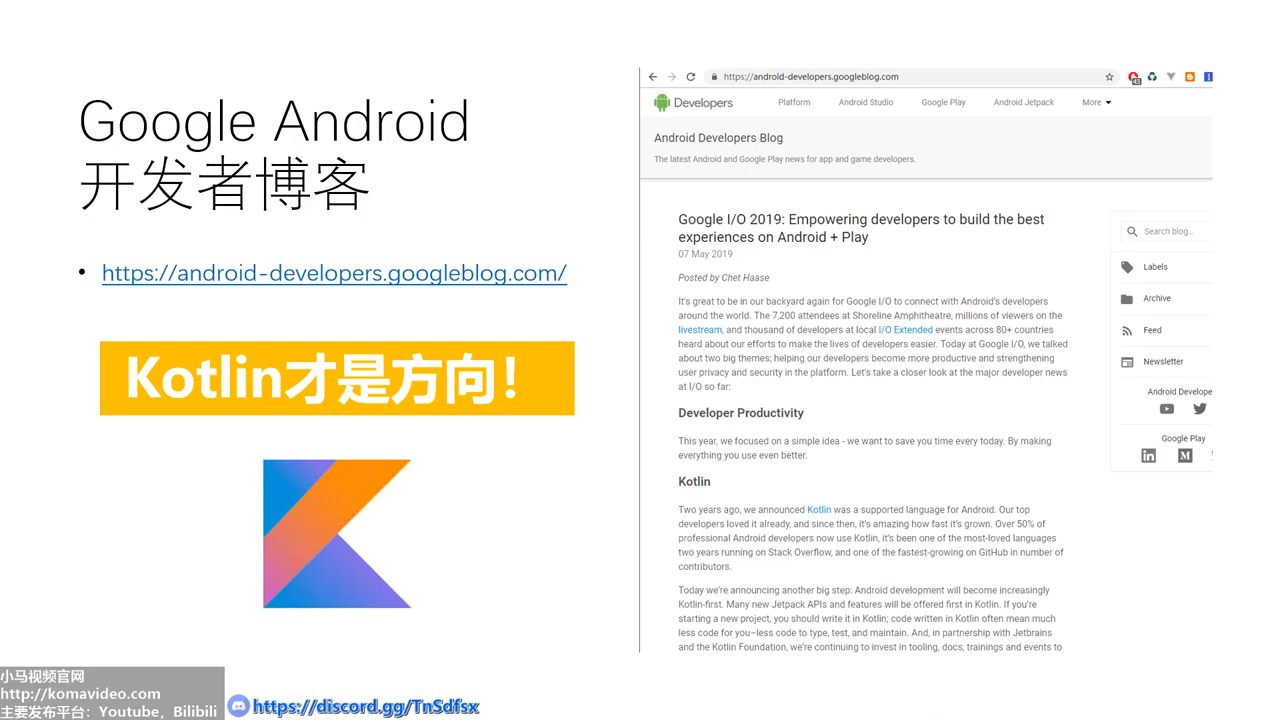 Google Android
开发者博客
• https://android-developers.googleblog.com/
Kotlin才是方向！
https://android-developers.googleblog.com
43
Developers
Platform
Android Studio
Google Play
Android Jetpack
More
Android Developers Blog
The latest Android and Google Play news for app and game developers.
Google I/O 2019: Empowering developers to build the best
experiences on Android + Play
07 May 2019
Posted by Chet Haase
It's great to be in our backyard again for Google I/O to connect with Android's developers
around the world. The 7,200 attendees at Shoreline Amphitheatre, millions of viewers on the
livestream, and thousand of developers at local I/O Extended events across 80+ countries
heard about our efforts to make the lives of developers easier. Today at Google I/O, we talked
about two big themes; helping our developers become more productive and strengthening
user privacy and security in the platform. Let's take a closer look at the major developer news
at I/O so far:
Developer Productivity
This year, we focused on a simple idea - we want to save you time every today. By making
everything you use even better.
Kotlin
Two years ago, we announced Kotlin was a supported language for Android. Our top
developers loved it already, and since then, it's amazing how fast it's grown. Over 50% of
professional Android developers now use Kotlin, it's been one of the most-loved languages
two years running on Stack Overflow, and one of the fastest-growing on GitHub in number of
contributors.
Today we're announcing another big step: Android development will become increasingly
Kotlin-first. Many new Jetpack APIs and features will be offered first in Kotlin. If you're
starting a new project, you should write it in Kotlin; code written in Kotlin often mean much
less code for you–less code to type, test, and maintain. And, in partnership with Jetbrains
and the Kotlin Foundation, we're continuing to invest in tooling, docs, trainings and events to
Search blog...
Labels
Archive
Feed
Newsletter
Android Develope
Google Play
小马视频官网
http://komavideo.com
主要发布平台：Youtube，Bilibili
https://discord.gg/TnSdfsx